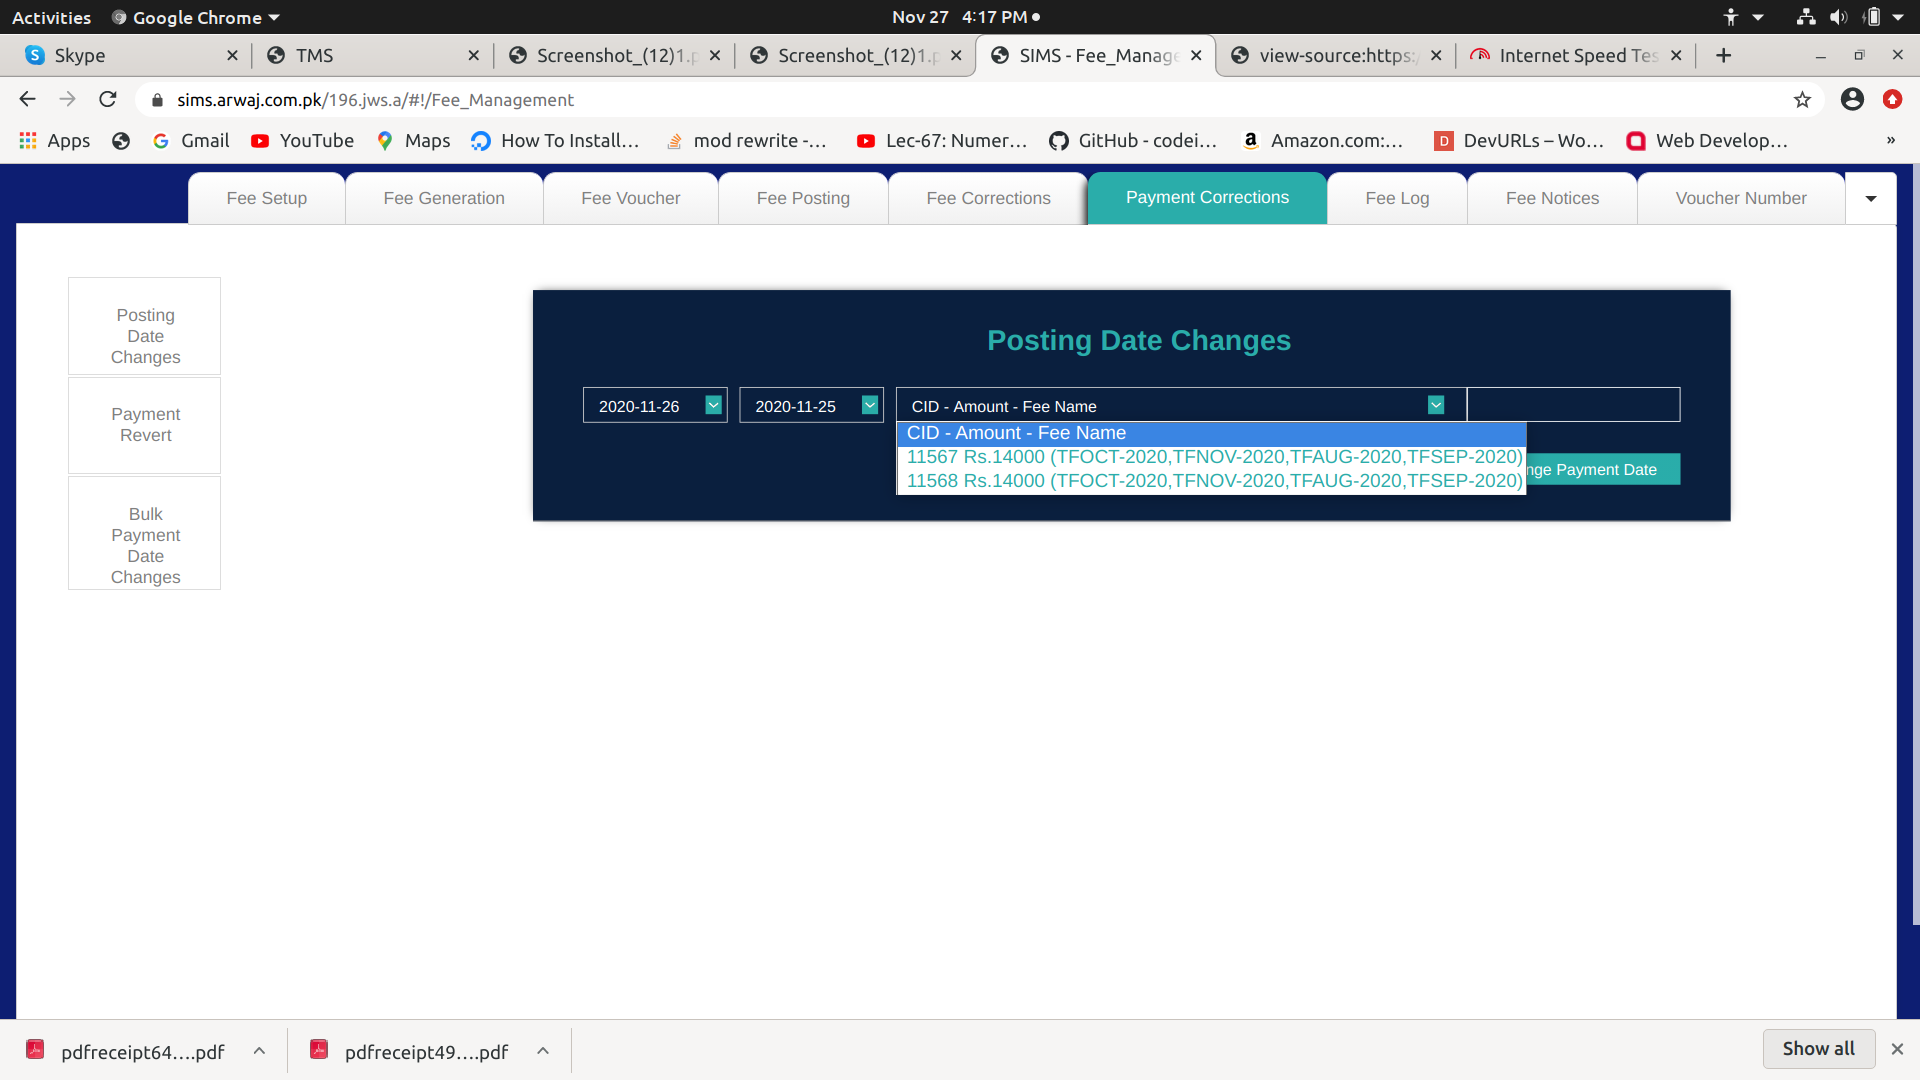 Activities Google Chrome Nov 27 4:17 PM
Skype TMS Screenshot_(12)1.p Screenshot_(12)1.p SIMS - Fee_Manage view-source:https:/ Internet Speed Tes
sims.arwaj.com.pk/196.jws.a/#!/Fee_Management
Apps Gmail YouTube Maps How To Install... mod rewrite -... Lec-67: Numer... GitHub - codei... Amazon.com:... DevURLs – Wo... Web Develop... »
Fee Setup Fee Generation Fee Voucher Fee Posting Fee Corrections Payment Corrections Fee Log Fee Notices Voucher Number
Posting
Date
Changes
Payment
Revert
Bulk
Payment
Date
Changes
Posting Date Changes
2020-11-26 2020-11-25 CID - Amount - Fee Name
CID - Amount - Fee Name
11567 Rs.14000 (TFOCT-2020,TFNOV-2020,TFAUG-2020,TFSEP-2020)
11568 Rs.14000 (TFOCT-2020,TFNOV-2020,TFAUG-2020,TFSEP-2020)
nge Payment Date
pdfreceipt64....pdf pdfreceipt49....pdf Show all